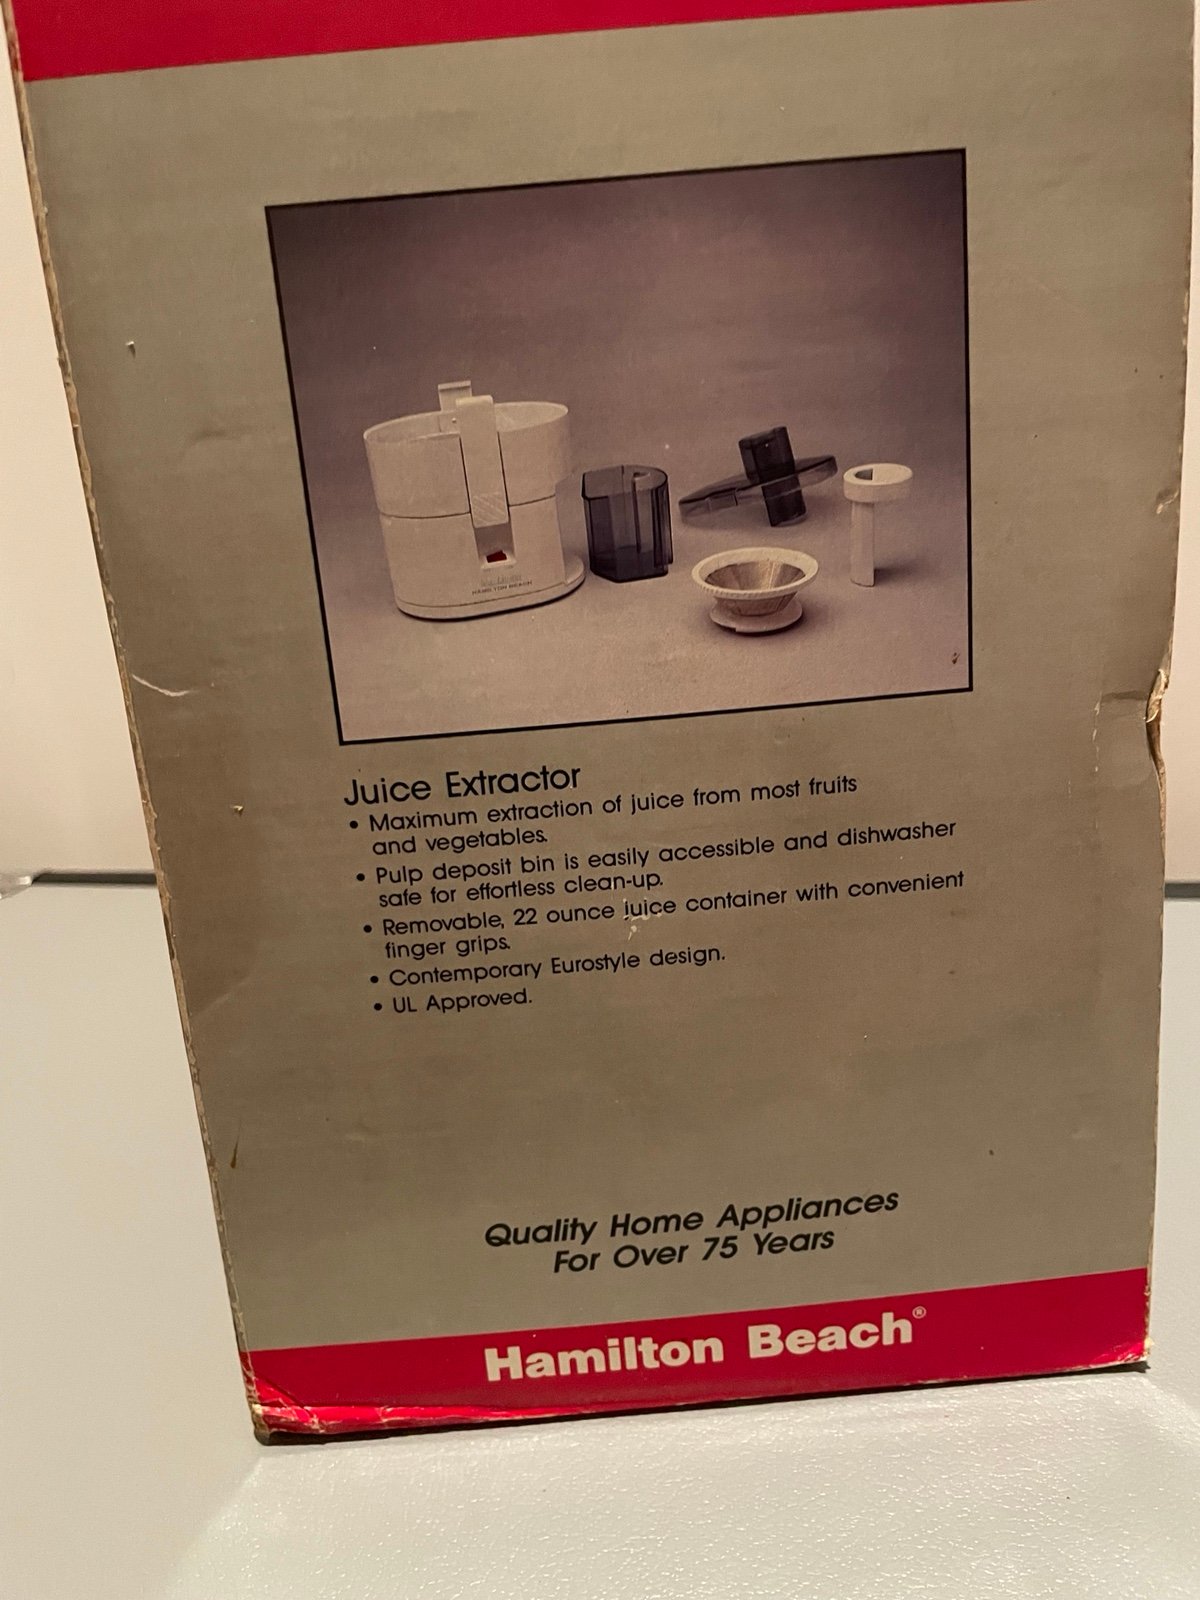 HAMILTON BEACH
Juice Extractor
• Maximum extraction of juice from most fruits
and vegetables.
• Pulp deposit bin is easily accessible and dishwasher
safe for effortless clean-up.
• Removable, 22 ounce juice container with convenient
finger grips.
• Contemporary Eurostyle design.
• UL Approved.
Quality Home Appliances
For Over 75 Years
Hamilton Beach®